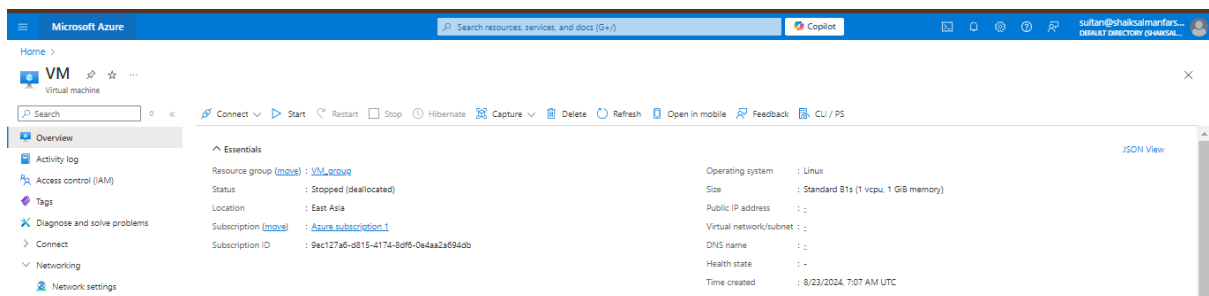 Microsoft Azure
Search resources, services, and docs (G+/)
Copilot
sultan@shaiksalmanfars...
DEFAULT DIRECTORY (SHAIKSAL...
Home >
VM
Virtual machine
Search
Connect
Start
Restart
Stop
Hibernate
Capture
Delete
Refresh
Open in mobile
Feedback
CLI / PS
Overview
Activity log
Access control (IAM)
Tags
Diagnose and solve problems
Connect
Networking
Network settings
Essentials
JSON View
Resource group (move) : VM_group
Status : Stopped (deallocated)
Location : East Asia
Subscription (move) : Azure subscription 1
Subscription ID : 9ec127a6-d815-4174-8df6-0e4aa2a694db
Operating system : Linux
Size : Standard B1s (1 vcpu, 1 GiB memory)
Public IP address : -
Virtual network/subnet : -
DNS name : -
Health state : -
Time created : 8/23/2024, 7:07 AM UTC